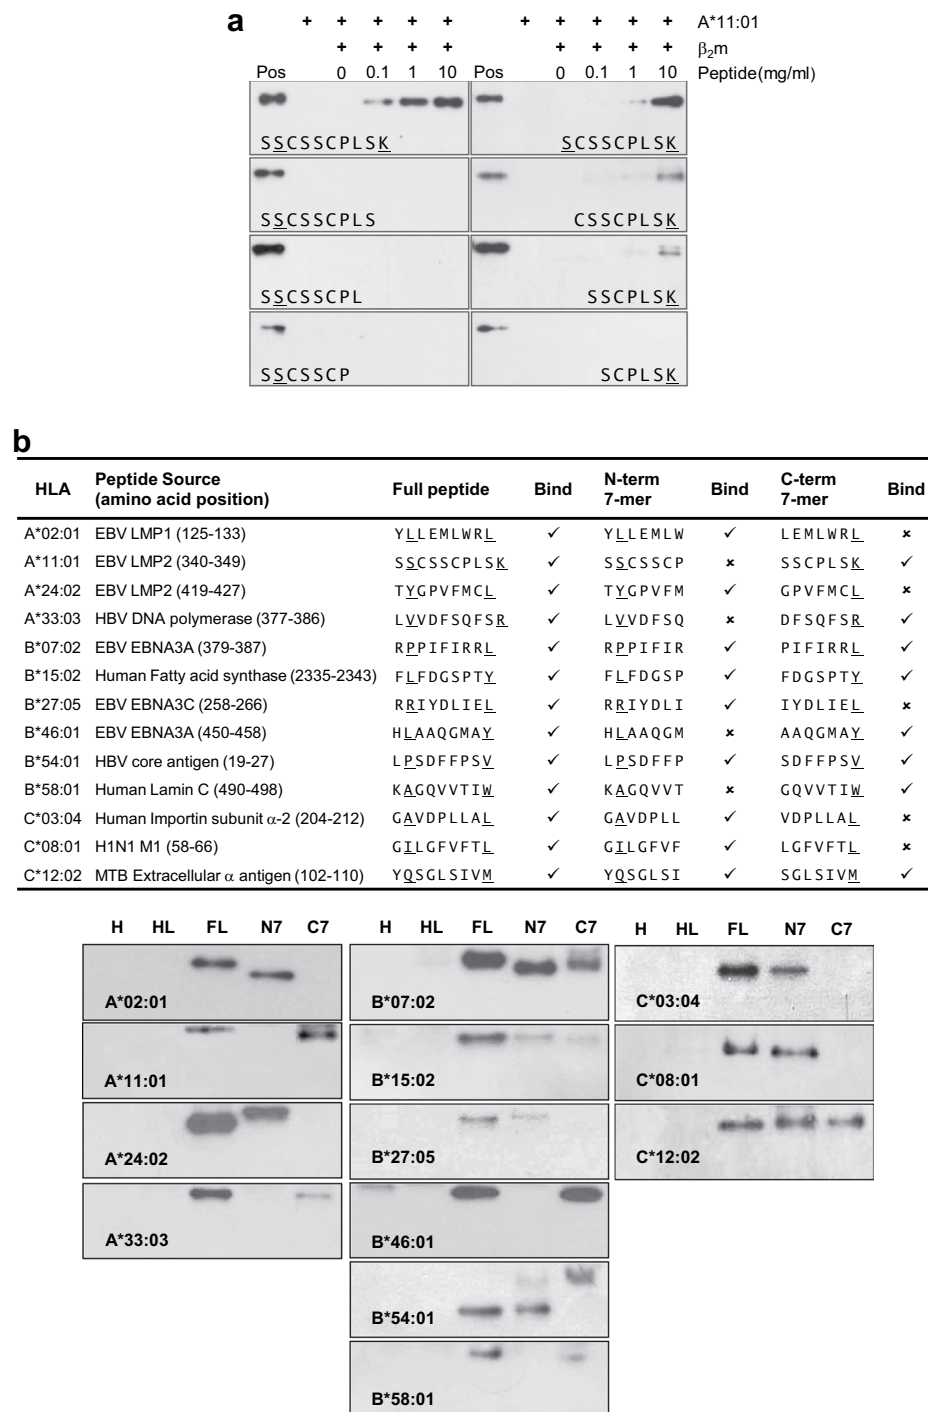 a
+ + + + + + + + + + A*11:01
+ + + + + + + + β₂m
Pos 0 0.1 1 10 Pos 0 0.1 1 10 Peptide(mg/ml)
SSCSSCPLSK SCSSCPLSK
SSCSSCPLS CSSCPLSK
SSCSSCPL SSCPLSK
SSCSSCP SCPLSK
b
HLA Peptide Source (amino acid position) Full peptide Bind N-term 7-mer Bind C-term 7-mer Bind
A*02:01 EBV LMP1 (125-133) YLLEMLWRL ✓ YLLEMLW ✓ LEMLWRL ×
A*11:01 EBV LMP2 (340-349) SSCSSCPLSK ✓ SSCSSCP × SSCPLSK ✓
A*24:02 EBV LMP2 (419-427) TYGPVFMCL ✓ TYGPVFM ✓ GPVFMCL ×
A*33:03 HBV DNA polymerase (377-386) LVVDFSQFSR ✓ LVVDFSQ × DFSQFSR ✓
B*07:02 EBV EBNA3A (379-387) RPPIFIRRL ✓ RPPIFIR ✓ PIFIRRL ✓
B*15:02 Human Fatty acid synthase (2335-2343) FLFDGSPTY ✓ FLFDGSP ✓ FDGSPTY ✓
B*27:05 EBV EBNA3C (258-266) RRIYDLIEL ✓ RRIYDLI ✓ IYDLIEL ×
B*46:01 EBV EBNA3A (450-458) HLAAQGMAY ✓ HLAAQGM × AAQGMAY ✓
B*54:01 HBV core antigen (19-27) LPSDFFPSV ✓ LPSDFFP ✓ SDFFPSV ✓
B*58:01 Human Lamin C (490-498) KAGQVVTIW ✓ KAGQVVT × GQVVTIW ✓
C*03:04 Human Importin subunit α-2 (204-212) GAVDPLLAL ✓ GAVDPLL ✓ VDPLLAL ×
C*08:01 H1N1 M1 (58-66) GILGFVFTL ✓ GILGFVF ✓ LGFVFTL ×
C*12:02 MTB Extracellular α antigen (102-110) YQSGLSIVM ✓ YQSGLSI ✓ SGLSIVM ✓
H HL FL N7 C7 H HL FL N7 C7 H HL FL N7 C7
A*02:01 B*07:02 C*03:04
A*11:01 B*15:02 C*08:01
A*24:02 B*27:05 C*12:02
A*33:03 B*46:01
B*54:01
B*58:01